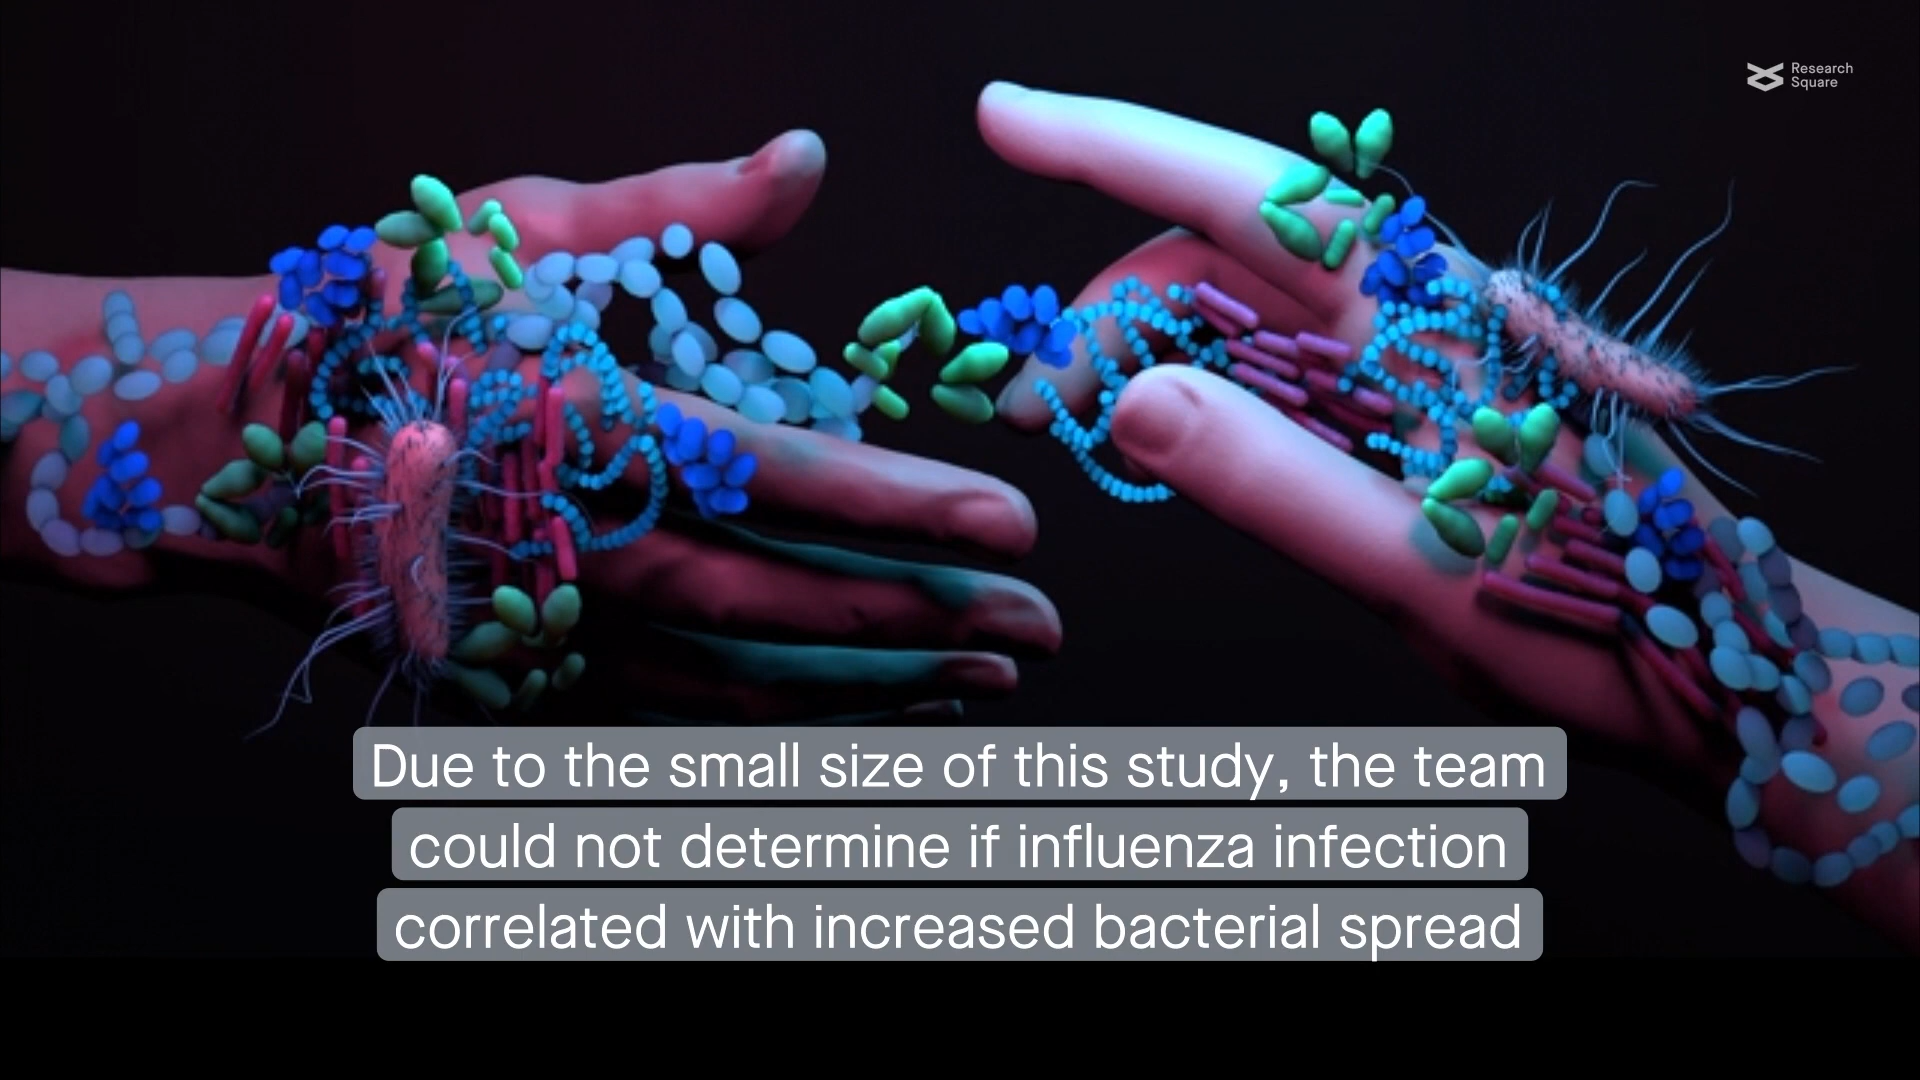 Research
Square
Due to the small size of this study, the team
could not determine if influenza infection
correlated with increased bacterial spread